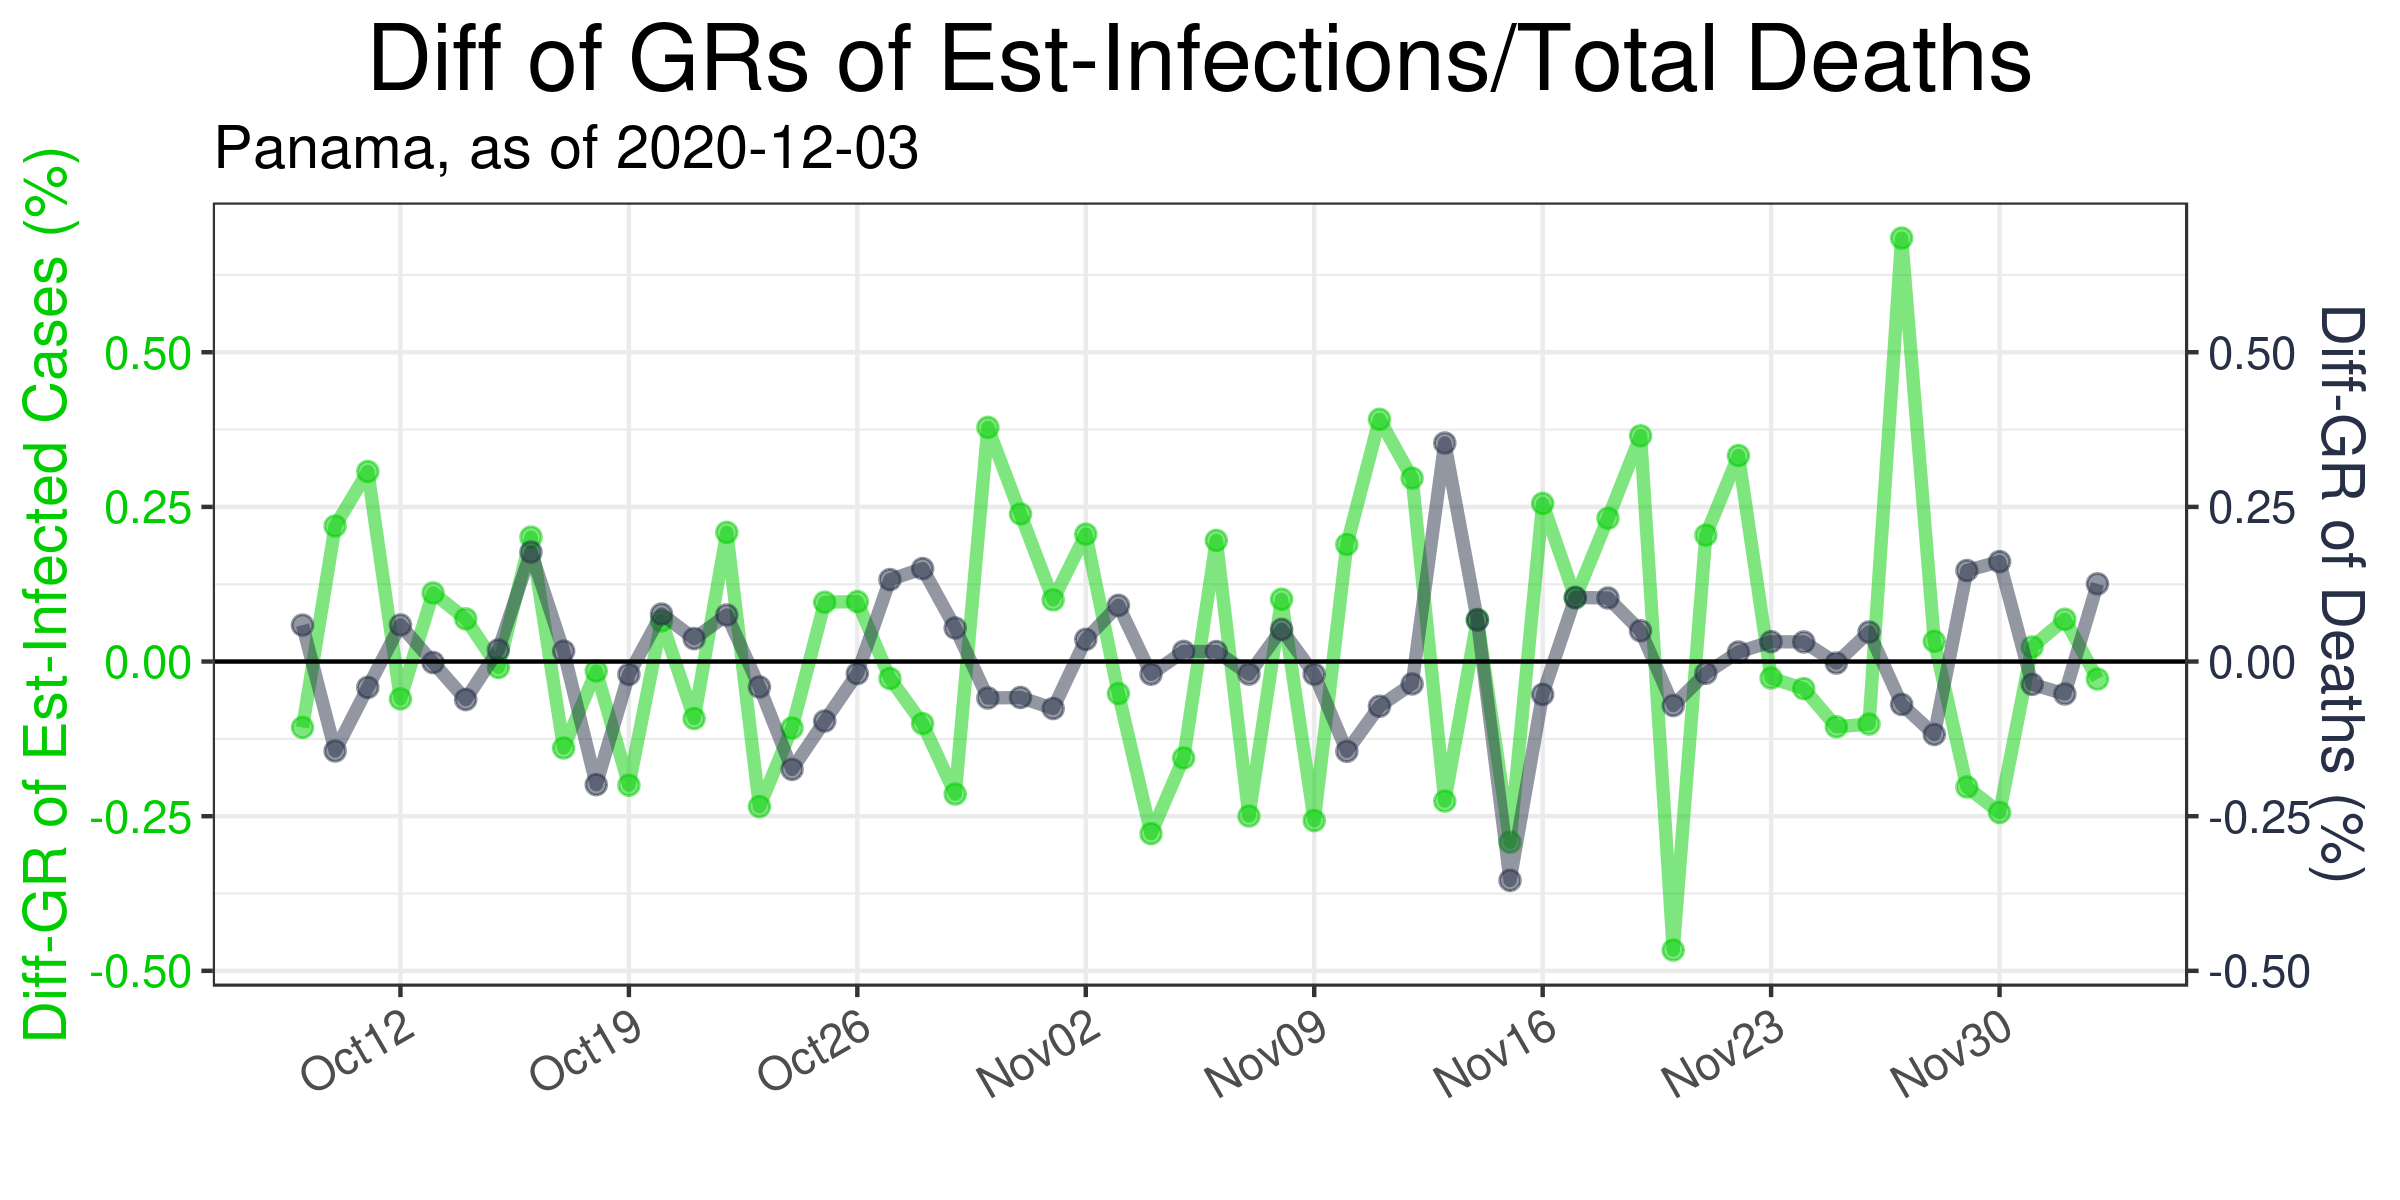 Diff of GRs of Est-Infections/Total Deaths
Panama, as of 2020-12-03
Diff-GR of Est-Infected Cases (%)
0.50
0.25
0.00
-0.25
-0.50
0.50
0.25
0.00
-0.25
-0.50
Diff-GR of Deaths (%)
Oct12
Oct19
Oct26
Nov02
Nov09
Nov16
Nov23
Nov30